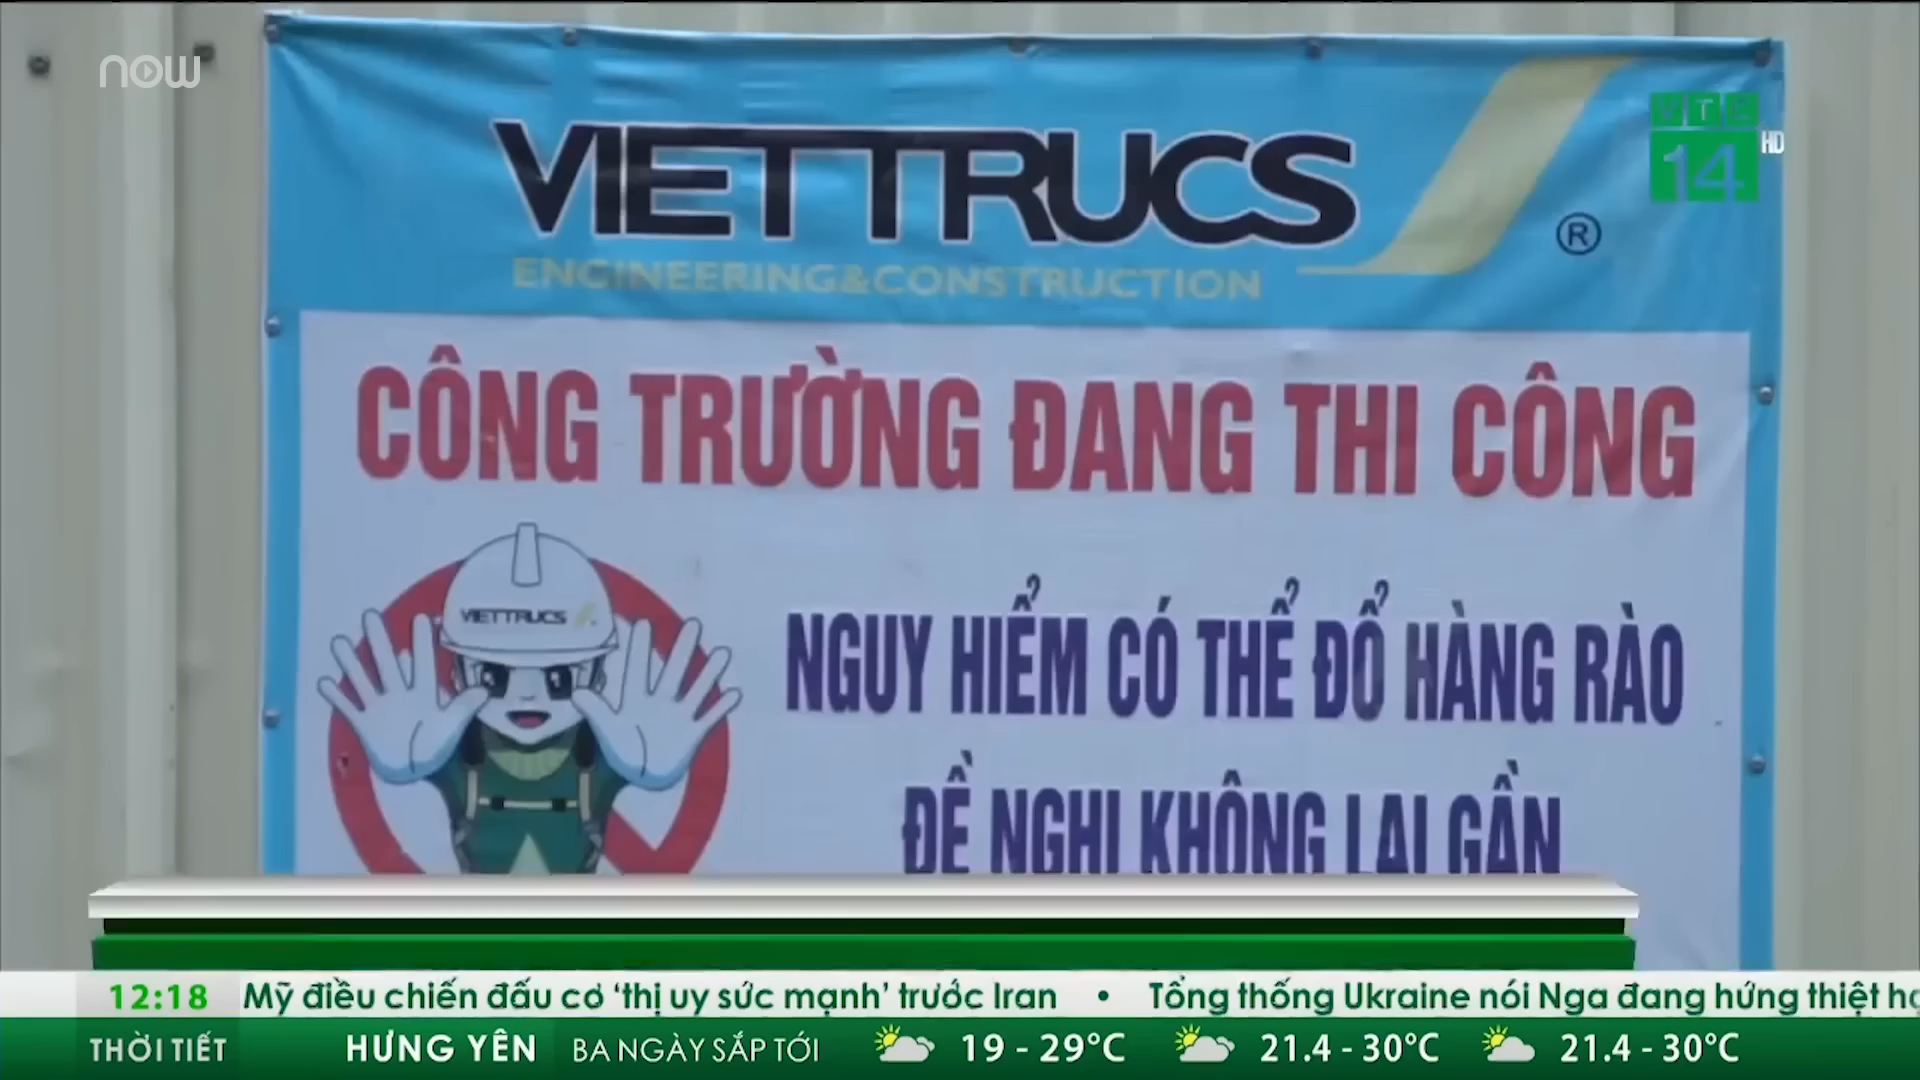 now
VTC
14 HD
VIETTRUCS
®
ENGINEERING&CONSTRUCTION
CÔNG TRƯỜNG ĐANG THI CÔNG
VIETTRUCS
NGUY HIỂM CÓ THỂ ĐỔ HÀNG RÀO
ĐỀ NGHỊ KHÔNG LẠI GẦN
12:18 Mỹ điều chiến đấu cơ ‘thị uy sức mạnh’ trước Iran • Tổng thống Ukraine nói Nga đang hứng thiệt
THỜI TIẾT HƯNG YÊN BA NGÀY SẮP TỚI 19 - 29°C 21.4 - 30°C 21.4 - 30°C